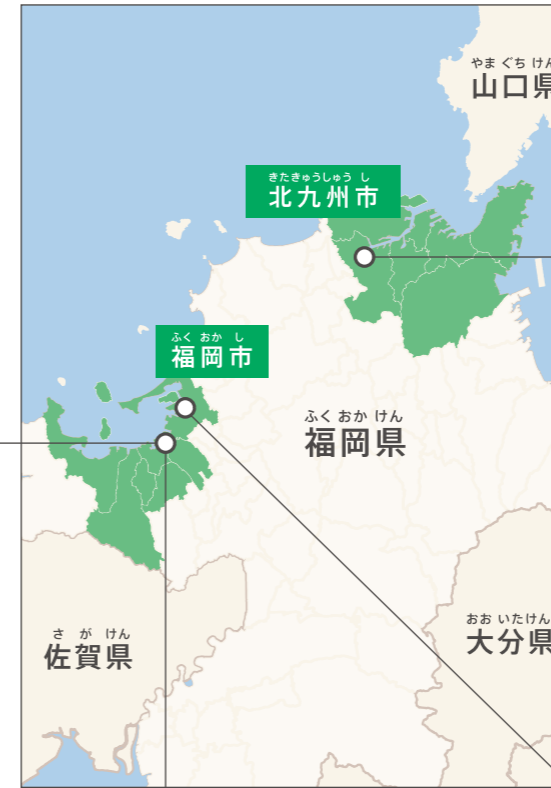 やまぐちけん
山口県
きたきゅうしゅうし
北九州市
ふくおかし
福岡市
ふくおかけん
福岡県
おおいたけん
大分県
さがけん
佐賀県